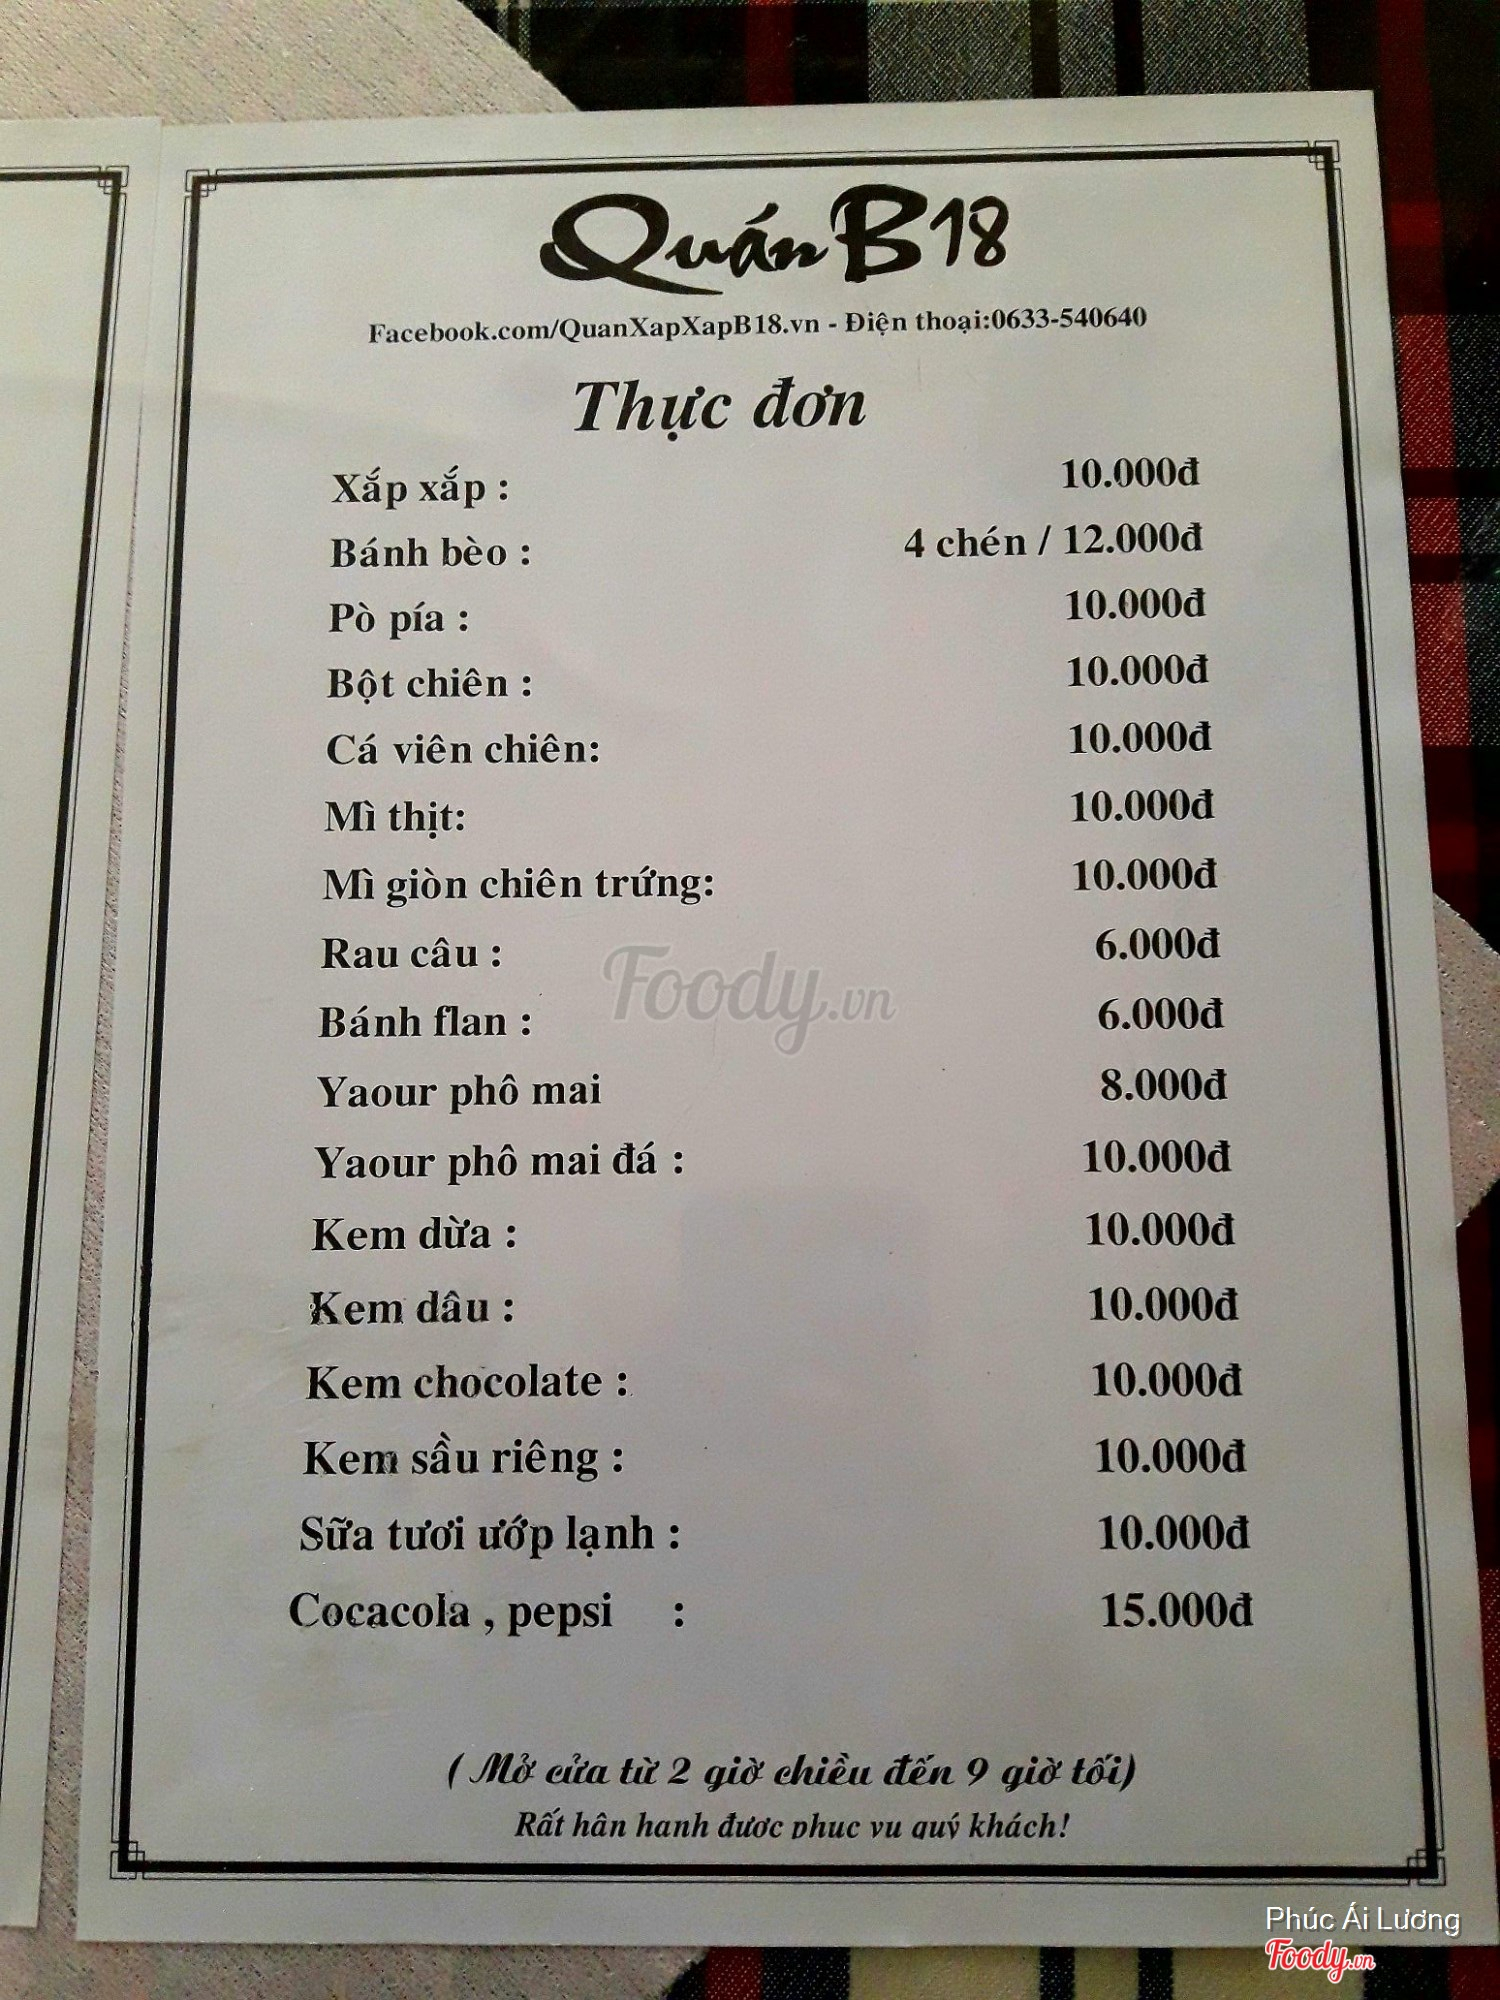 Quán B18
Facebook.com/QuanXapXapB18.vn - Điện thoại:0633-540640
Thực đơn
Xắp xắp : 10.000đ
Bánh bèo : 4 chén / 12.000đ
Pò pía : 10.000đ
Bột chiên : 10.000đ
Cá viên chiên: 10.000đ
Mì thịt: 10.000đ
Mì giòn chiên trứng: 10.000đ
Rau câu : 6.000đ
Foody.vn
Bánh flan : 6.000đ
Yaour phô mai 8.000đ
Yaour phô mai đá : 10.000đ
Kem dừa : 10.000đ
Kem dâu : 10.000đ
Kem chocolate : 10.000đ
Kem sầu riêng : 10.000đ
Sữa tươi ướp lạnh : 10.000đ
Cocacola , pepsi : 15.000đ
( Mở cửa từ 2 giờ chiều đến 9 giờ tối)
Rất hân hạnh được phục vụ quý khách!
Phúc Ái Lương
Foody.vn